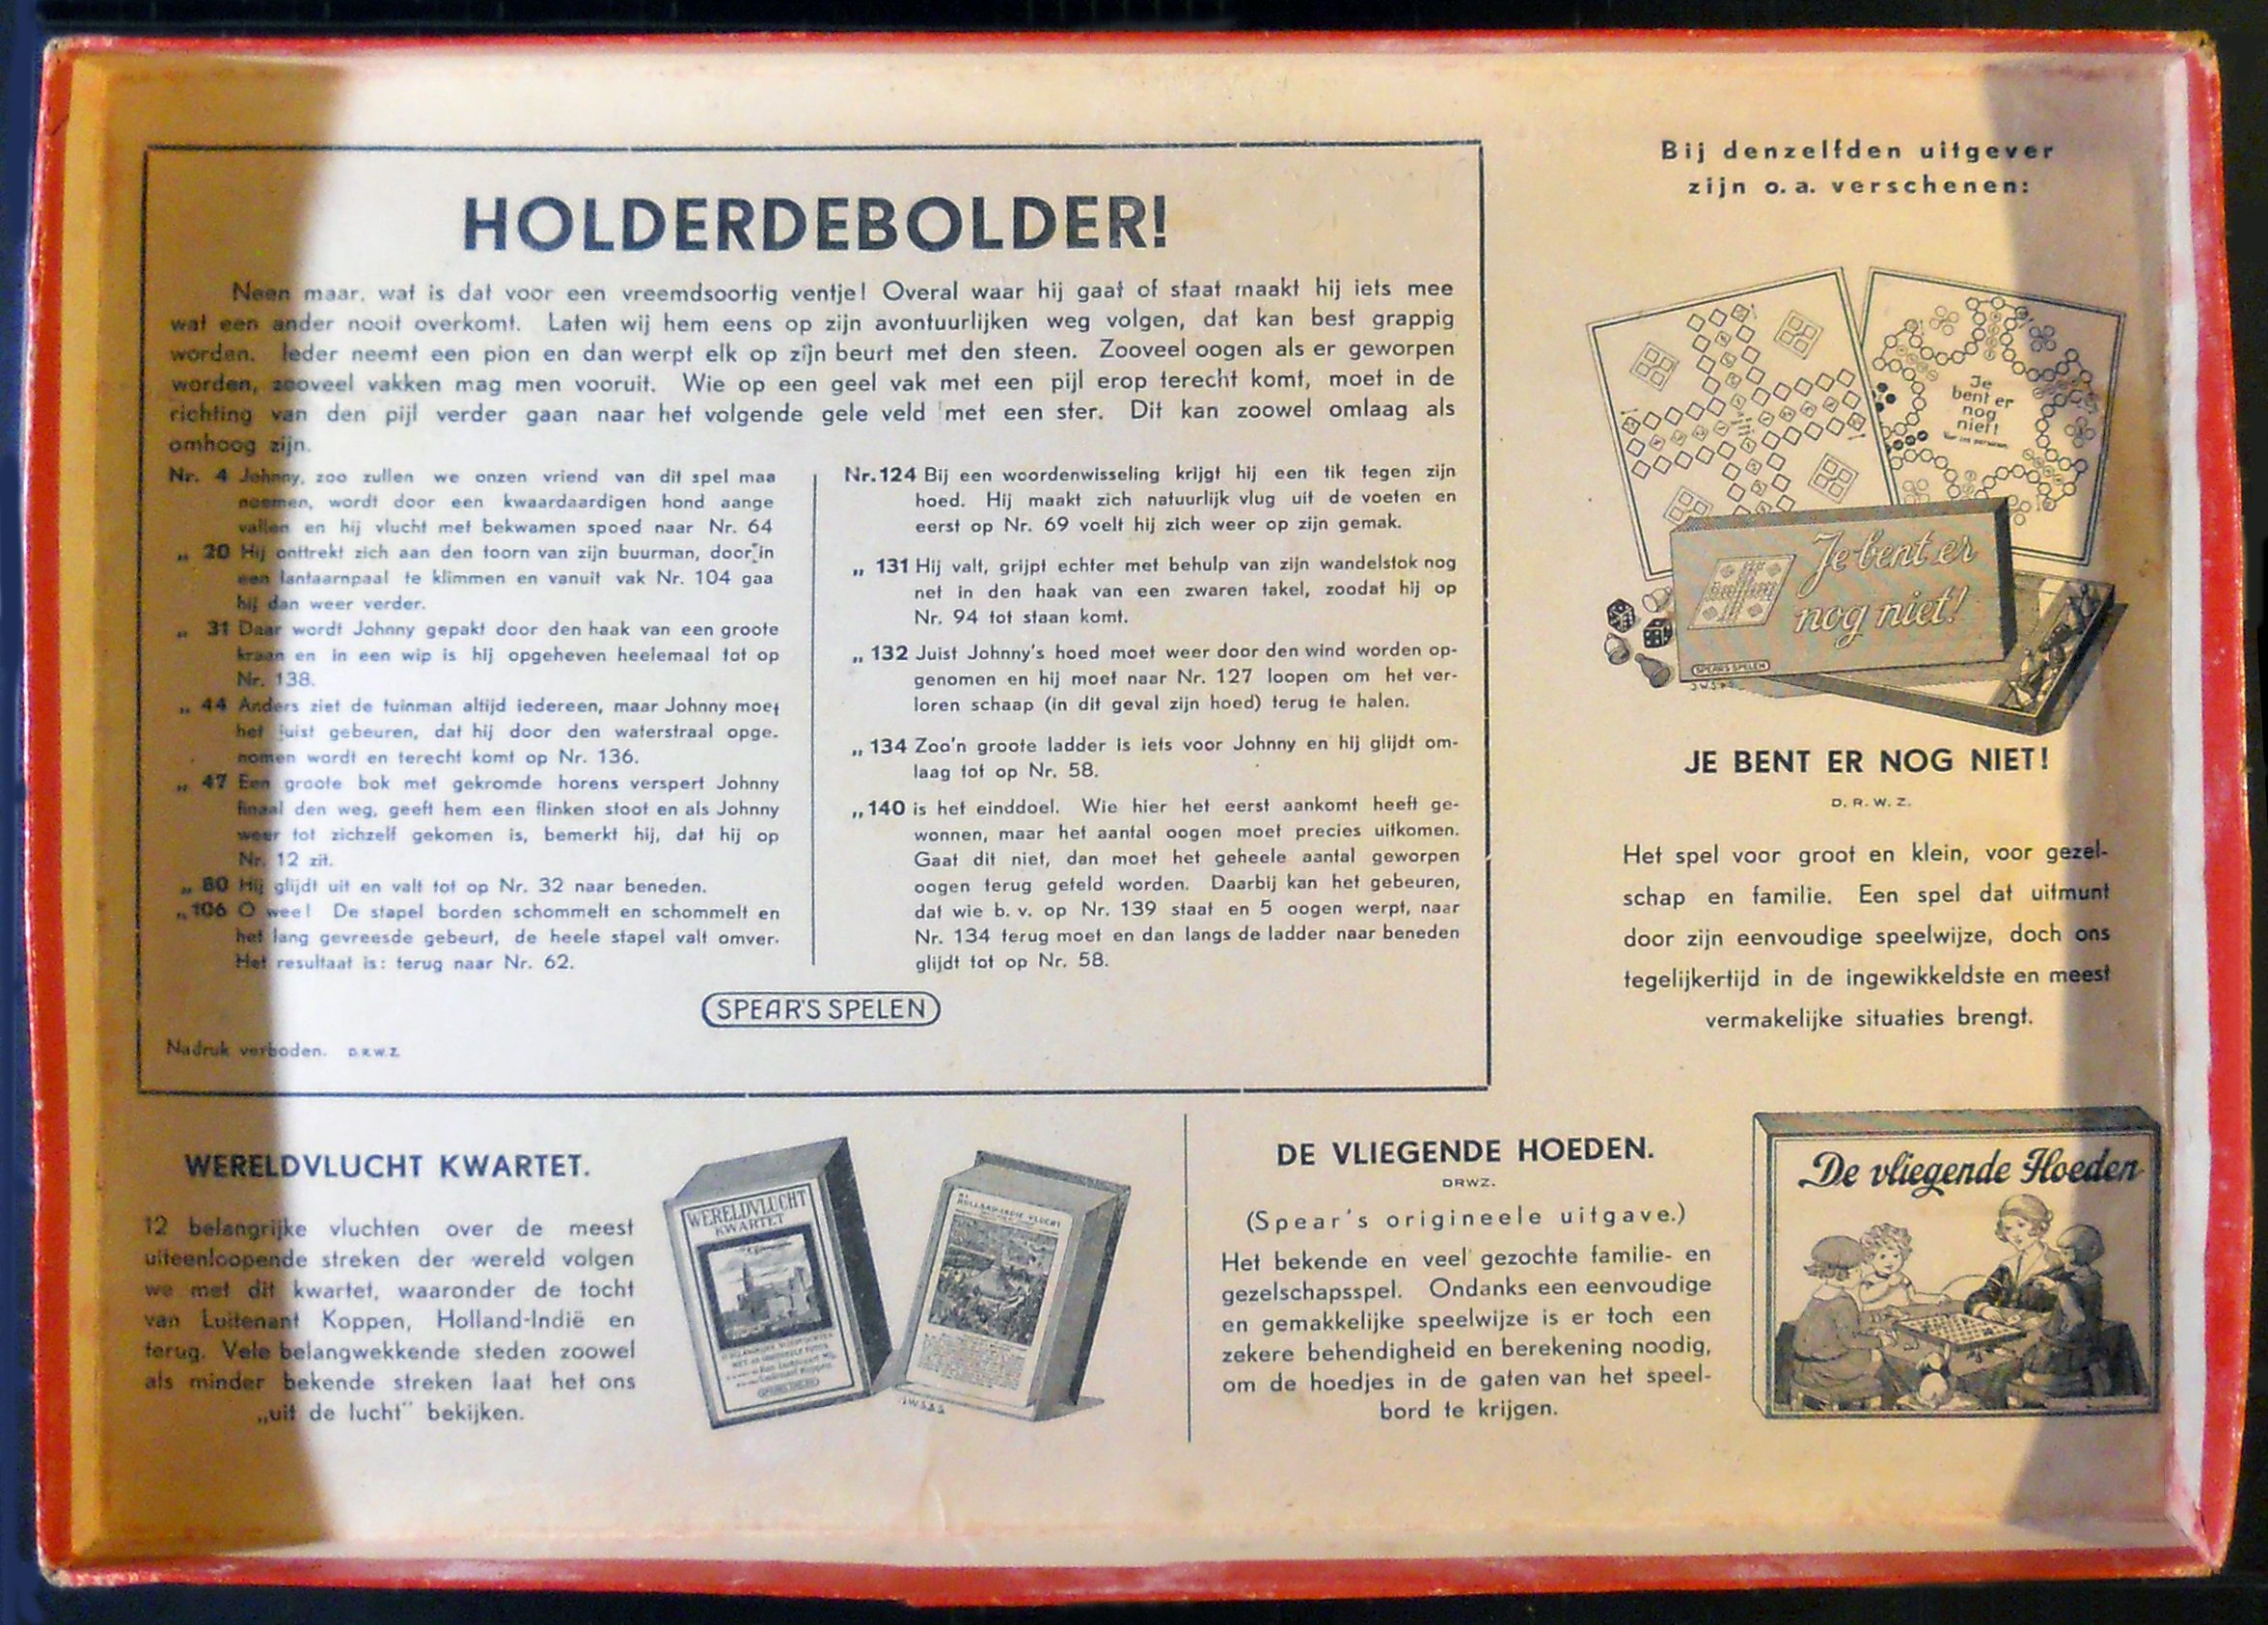 HOLDERDEBOLDER!
Neen maar, wat is dat voor een vreemdsoortig ventje! Overal waar hij gaat of staat maakt hij iets mee
wat een ander nooit overkomt. Laten wij hem eens op zijn avontuurlijken weg volgen, dat kan best grappig
worden. Ieder neemt een pion en dan werpt elk op zijn beurt met den steen. Zooveel oogen als er geworpen
worden, zooveel vakken mag men vooruit. Wie op een geel vak met een pijl erop terecht komt, moet in de
richting van den pijl verder gaan naar het volgende gele veld met een ster. Dit kan zoowel omlaag als
omhoog zijn.
Nr. 4 Johnny, zoo zullen we onzen vriend van dit spel maa
noemen, wordt door een kwaardaardigen hond aange
vallen en hij vlucht met bekwamen spoed naar Nr. 64
„ 20 Hij onttrekt zich aan den toorn van zijn buurman, door in
een lantaarnpaal te klimmen en vanuit vak Nr. 104 gaa
hij dan weer verder.
„ 31 Daar wordt Johnny gepakt door den haak van een groote
kraan en in een wip is hij opgeheven heelemaal tot op
Nr. 138.
„ 44 Anders ziet de tuinman altijd iedereen, maar Johnny moet
het juist gebeuren, dat hij door den waterstraal opge-
nomen wordt en terecht komt op Nr. 136.
„ 47 Een groote bok met gekromde horens verspert Johnny
finaal den weg, geeft hem een flinken stoot en als Johnny
weer tot zichzelf gekomen is, bemerkt hij, dat hij op
Nr. 12 zit.
„ 80 Hij glijdt uit en valt tot op Nr. 32 naar beneden.
„ 106 O wee! De stapel borden schommelt en schommelt en
het lang gevreesde gebeurt, de heele stapel valt omver.
Het resultaat is: terug naar Nr. 62.
Nr. 124 Bij een woordenwisseling krijgt hij een tik tegen zijn
hoed. Hij maakt zich natuurlijk vlug uit de voeten en
eerst op Nr. 69 voelt hij zich weer op zijn gemak.
„ 131 Hij valt, grijpt echter met behulp van zijn wandelstok nog
net in den haak van een zwaren takel, zoodat hij op
Nr. 94 tot staan komt.
„ 132 Juist Johnny's hoed moet weer door den wind worden op-
genomen en hij moet naar Nr. 127 loopen om het ver-
loren schaap (in dit geval zijn hoed) terug te halen.
„ 134 Zoo'n groote ladder is iets voor Johnny en hij glijdt om-
laag tot op Nr. 58.
„ 140 is het einddoel. Wie hier het eerst aankomt heeft ge-
wonnen, maar het aantal oogen moet precies uitkomen.
Gaat dit niet, dan moet het geheele aantal geworpen
oogen terug geteld worden. Daarbij kan het gebeuren,
dat wie b. v. op Nr. 139 staat en 5 oogen werpt, naar
Nr. 134 terug moet en dan langs de ladder naar beneden
glijdt tot op Nr. 58.
SPEAR'S SPELEN
Nadruk verboden. D.R.W.Z.
Bij denzelfden uitgever
zijn o. a. verschenen:
Je
bent er
nog
niet!
Je bent er
nog niet!
SPEAR'S SPELEN
J.W.S.&S.
JE BENT ER NOG NIET!
D. R. W. Z.
Het spel voor groot en klein, voor gezel-
schap en familie. Een spel dat uitmunt
door zijn eenvoudige speelwijze, doch ons
tegelijkertijd in de ingewikkeldste en meest
vermakelijke situaties brengt.
WERELDVLUCHT KWARTET.
12 belangrijke vluchten over de meest
uiteenloopende streken der wereld volgen
we met dit kwartet, waaronder de tocht
van Luitenant Koppen, Holland-Indië en
terug. Vele belangwekkende steden zoowel
als minder bekende streken laat het ons
„uit de lucht" bekijken.
WERELDVLUCHT
KWARTET
HOLLAND-INDIE VLUCHT
J.W.S.&S.
DE VLIEGENDE HOEDEN.
DRWZ.
(Spear's origineele uitgave.)
Het bekende en veel gezochte familie- en
gezelschapsspel. Ondanks een eenvoudige
en gemakkelijke speelwijze is er toch een
zekere behendigheid en berekening noodig,
om de hoedjes in de gaten van het speel-
bord te krijgen.
De vliegende Hoeden